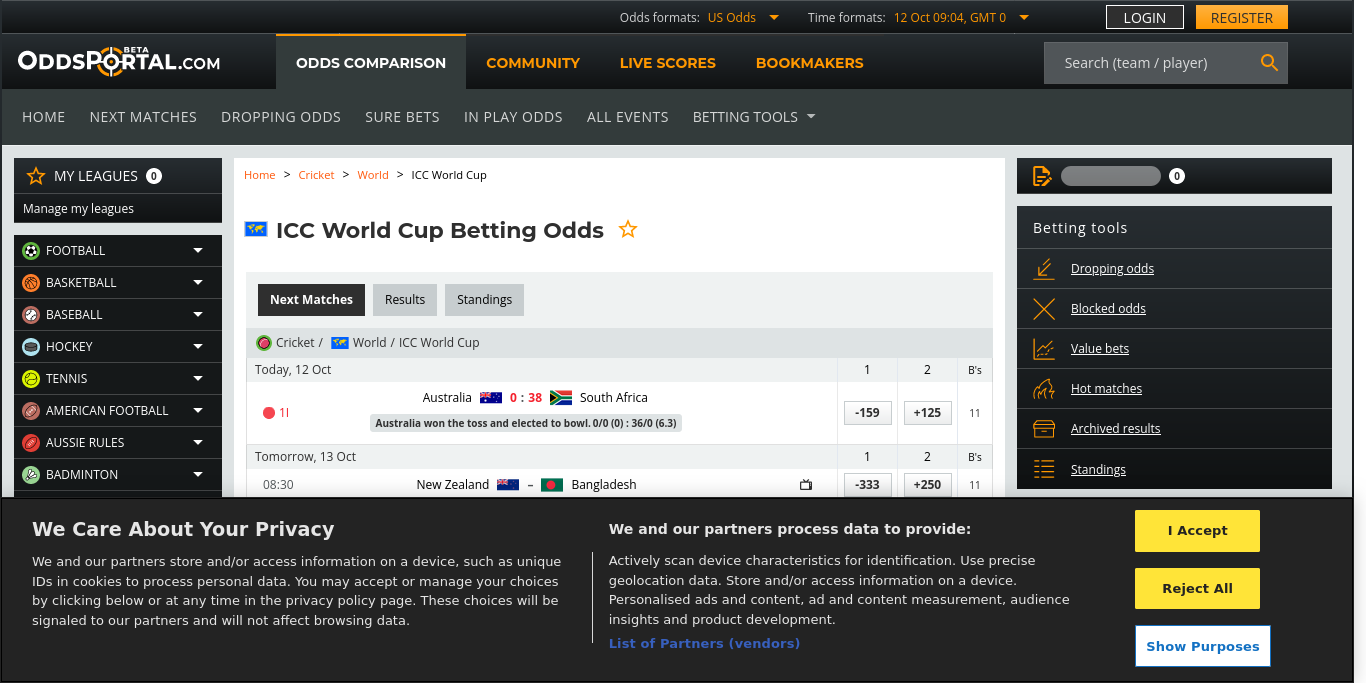 Odds formats: US Odds Time formats: 12 Oct 09:04, GMT 0 LOGIN REGISTER
ODDSPORTAL.COM BETA
ODDS COMPARISON COMMUNITY LIVE SCORES BOOKMAKERS Search (team / player)
HOME NEXT MATCHES DROPPING ODDS SURE BETS IN PLAY ODDS ALL EVENTS BETTING TOOLS
MY LEAGUES 0
Manage my leagues
FOOTBALL
BASKETBALL
BASEBALL
HOCKEY
TENNIS
AMERICAN FOOTBALL
AUSSIE RULES
BADMINTON
Home > Cricket > World > ICC World Cup
ICC World Cup Betting Odds
Next Matches Results Standings
Cricket / World / ICC World Cup
Today, 12 Oct 1 2 B's
1I Australia 0 : 38 South Africa -159 +125 11
Australia won the toss and elected to bowl. 0/0 (0) : 36/0 (6.3)
Tomorrow, 13 Oct 1 2 B's
08:30 New Zealand – Bangladesh -333 +250 11
0
Betting tools
Dropping odds
Blocked odds
Value bets
Hot matches
Archived results
Standings
We Care About Your Privacy
We and our partners store and/or access information on a device, such as unique
IDs in cookies to process personal data. You may accept or manage your choices
by clicking below or at any time in the privacy policy page. These choices will be
signaled to our partners and will not affect browsing data.
We and our partners process data to provide:
Actively scan device characteristics for identification. Use precise
geolocation data. Store and/or access information on a device.
Personalised ads and content, ad and content measurement, audience
insights and product development.
List of Partners (vendors)
I Accept
Reject All
Show Purposes